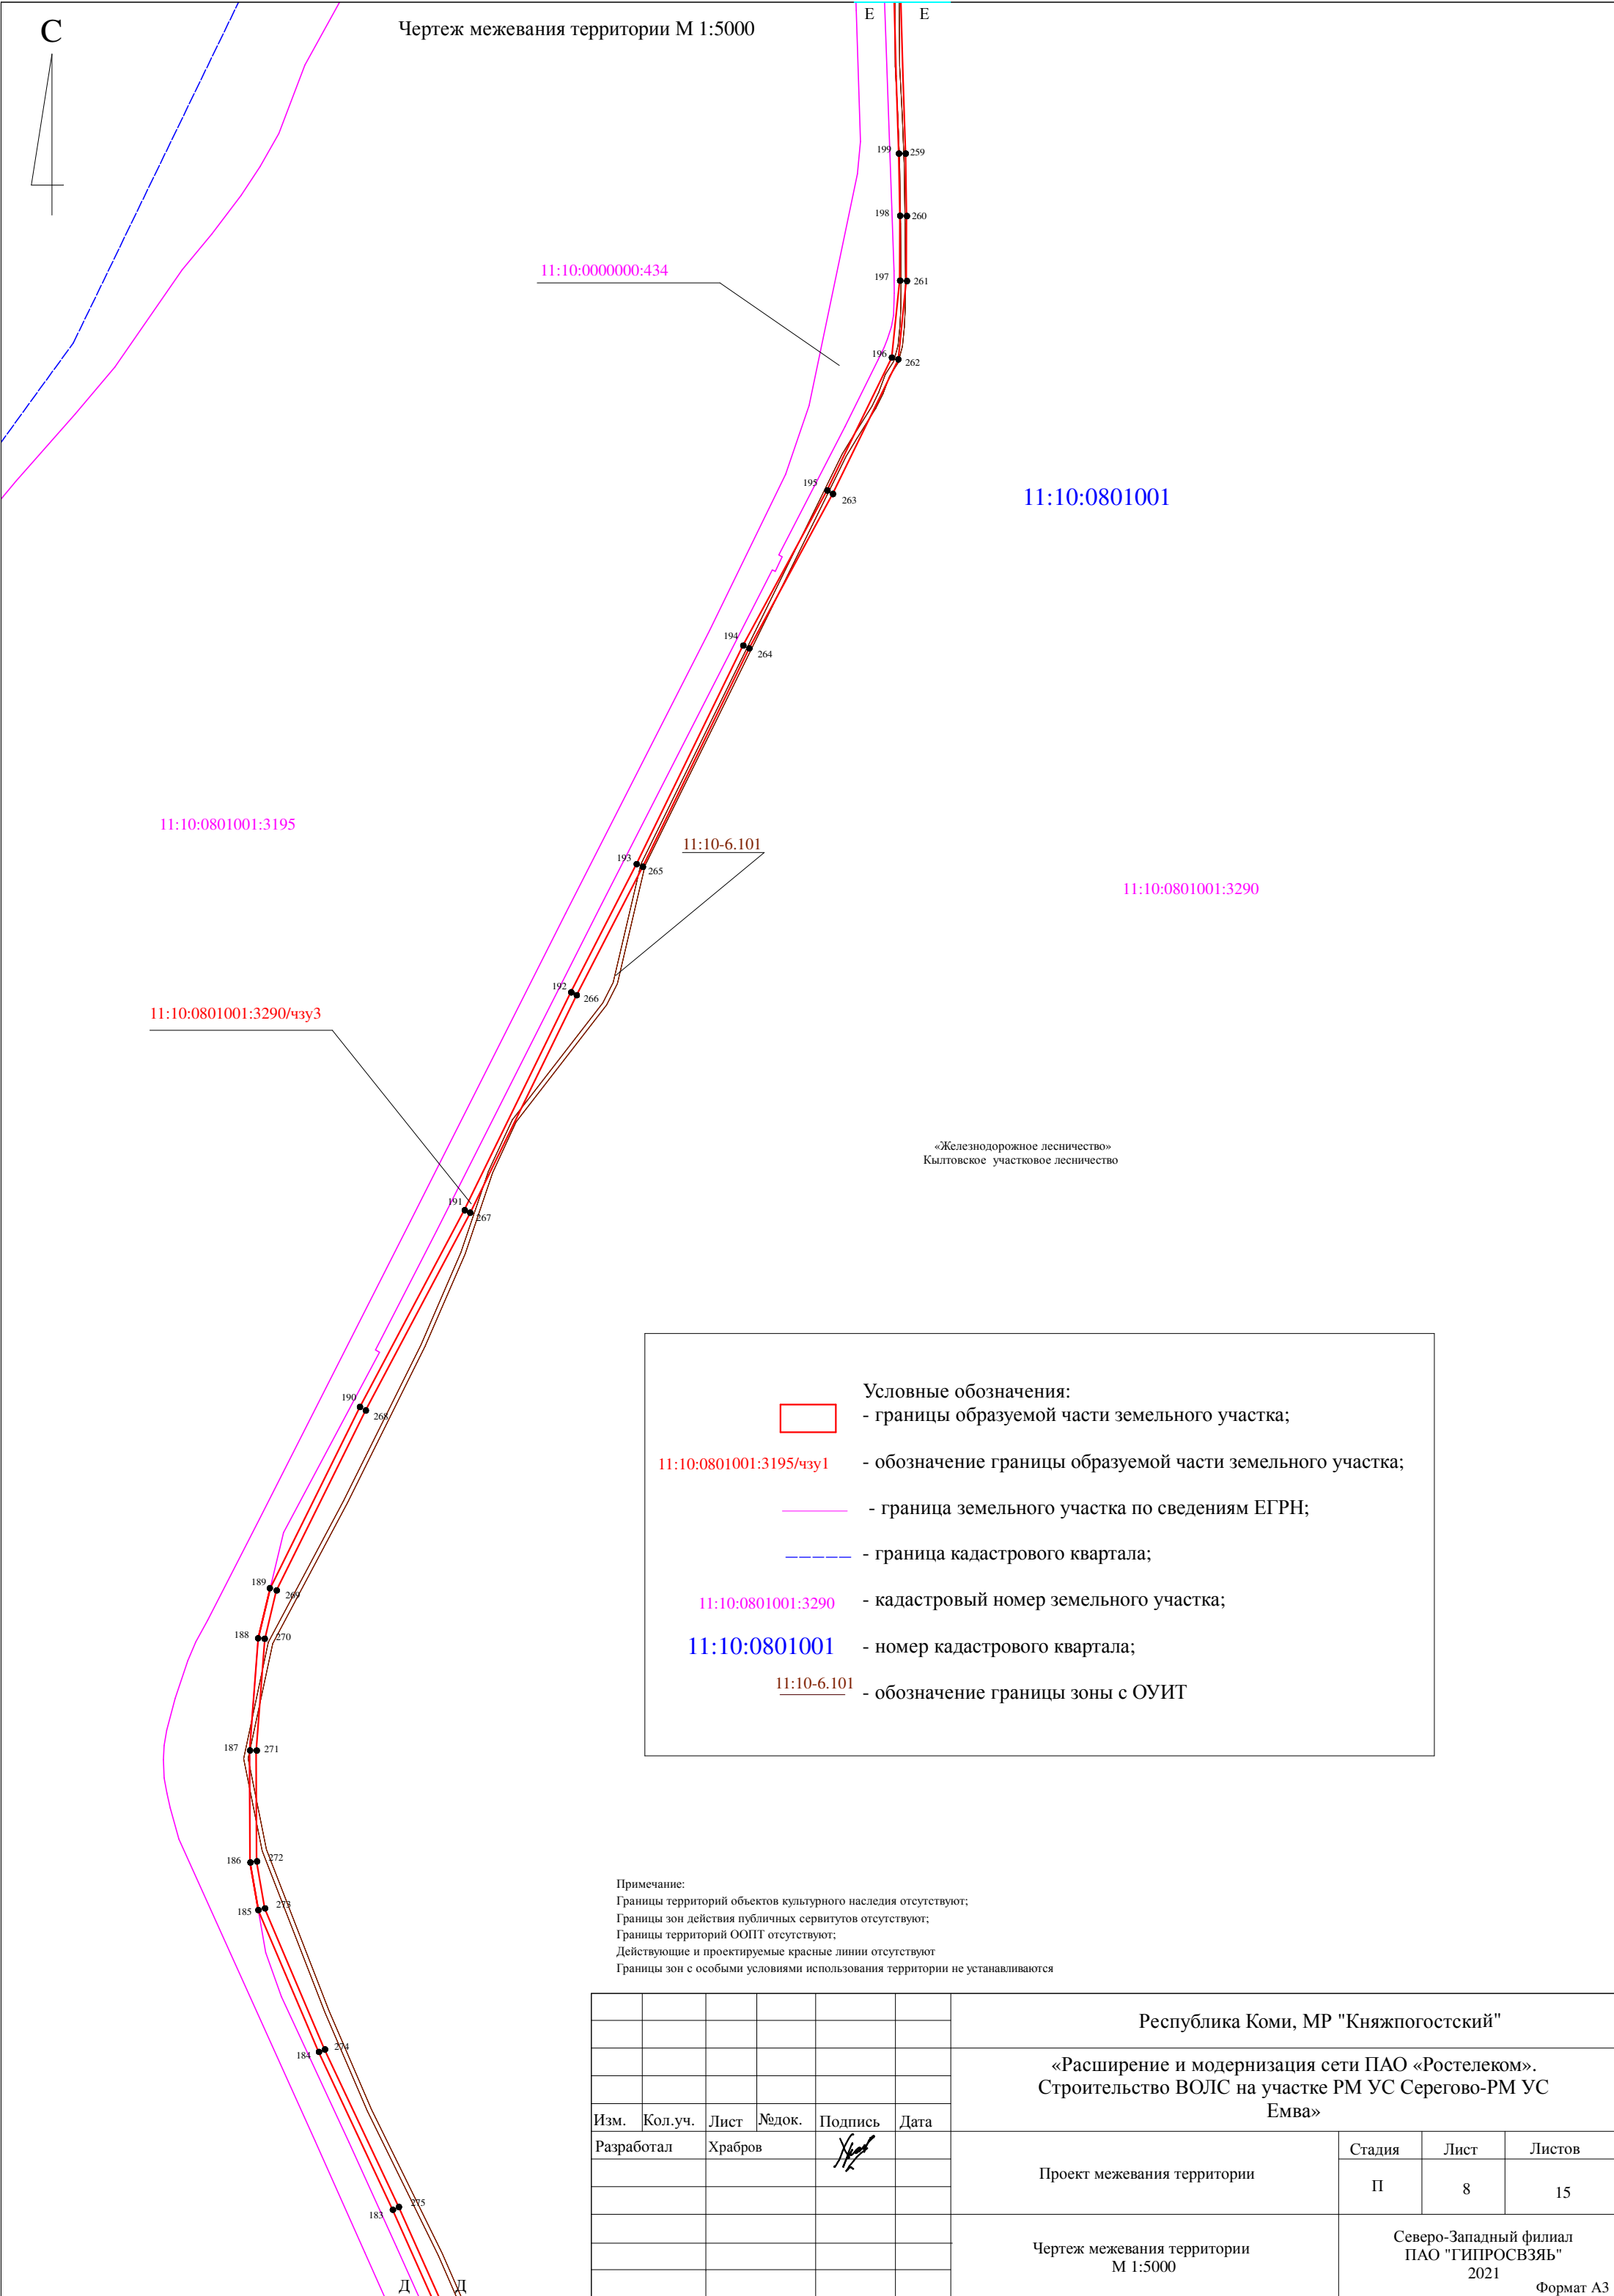 Чертеж межевания территории М 1:5000
С
Е Е
199 259
198 260
11:10:0000000:434
197 261
196 262
195 263
11:10:0801001
194 264
11:10:0801001:3195
11:10-6.101
193 265
11:10:0801001:3290
192 266
11:10:0801001:3290/чзу3
«Железнодорожное лесничество»
Кылтовское участковое лесничество
191 267
190 268
189 269
188 270
187 271
186 272
185 273
184 274
183 275
Д Д
Условные обозначения:
- границы образуемой части земельного участка;
11:10:0801001:3195/чзу1 - обозначение границы образуемой части земельного участка;
- граница земельного участка по сведениям ЕГРН;
- граница кадастрового квартала;
11:10:0801001:3290 - кадастровый номер земельного участка;
11:10:0801001 - номер кадастрового квартала;
11:10-6.101 - обозначение границы зоны с ОУИТ
Примечание:
Границы территорий объектов культурного наследия отсутствуют;
Границы зон действия публичных сервитутов отсутствуют;
Границы территорий ООПТ отсутствуют;
Действующие и проектируемые красные линии отсутствуют
Границы зон с особыми условиями использования территории не устанавливаются
Республика Коми, МР "Княжпогостский"
«Расширение и модернизация сети ПАО «Ростелеком».
Строительство ВОЛС на участке РМ УС Серегово-РМ УС
Емва»
Изм. Кол.уч. Лист №док. Подпись Дата
Разработал Храбров
Проект межевания территории
Стадия Лист Листов
П 8 15
Чертеж межевания территории
М 1:5000
Северо-Западный филиал
ПАО "ГИПРОСВЗЯЬ"
2021
Формат А3